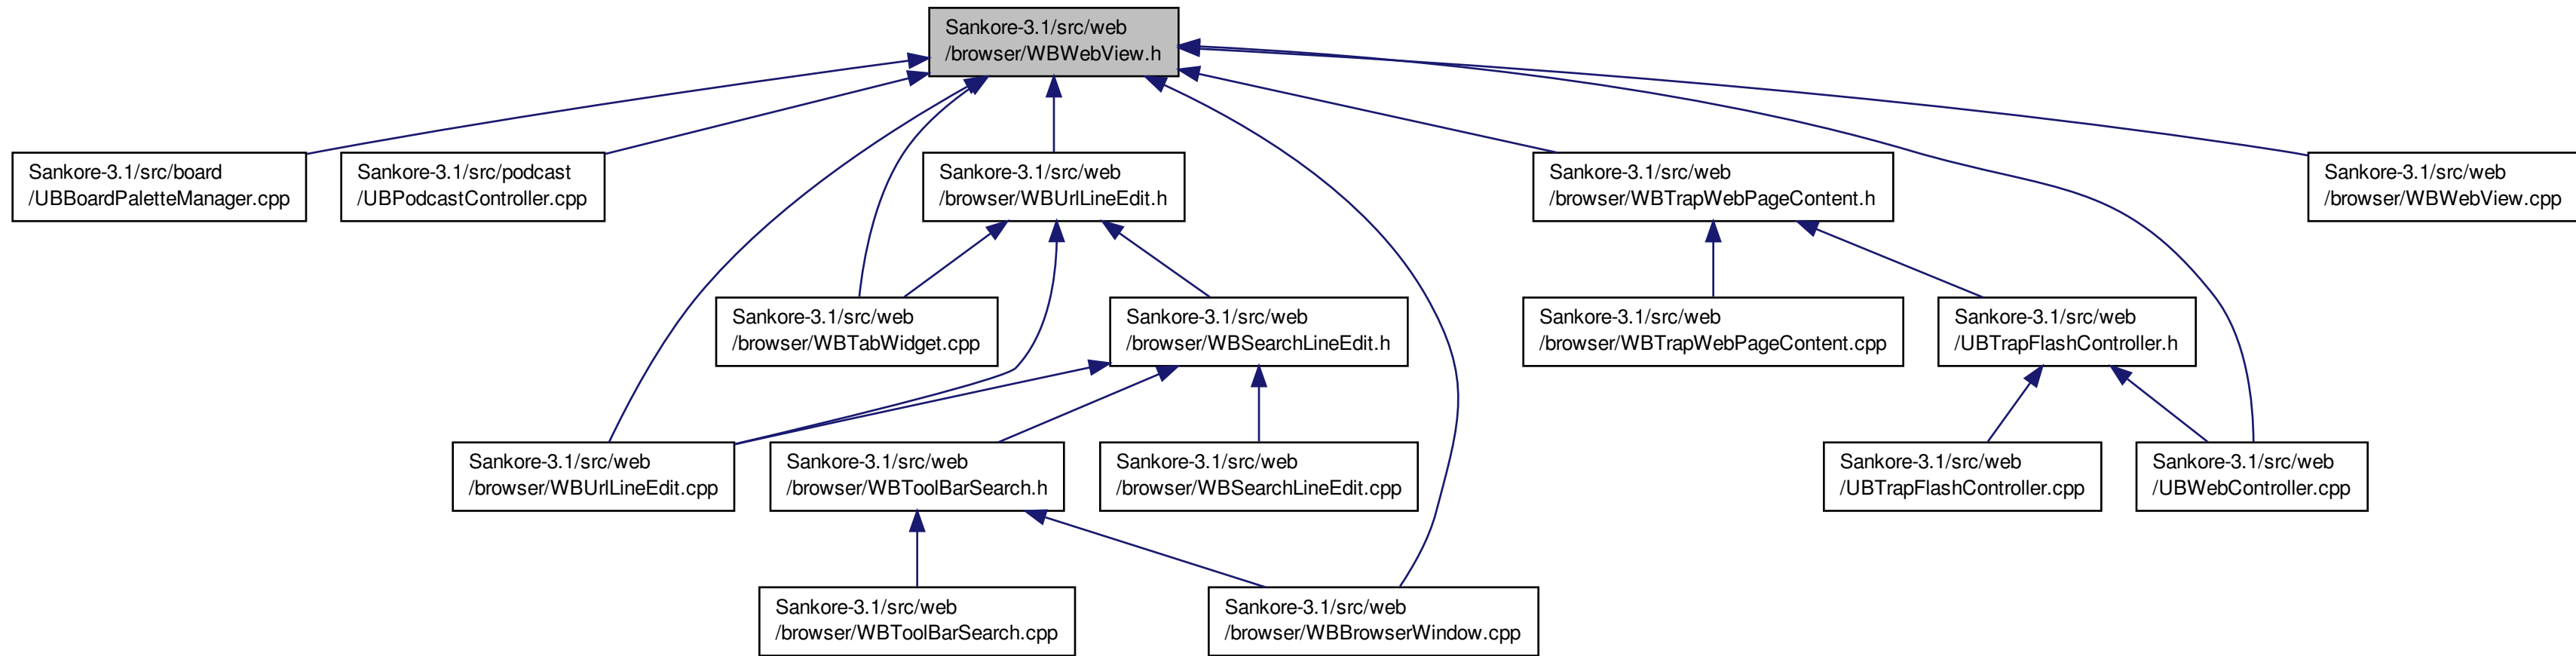 Sankore-3.1/src/web
/browser/WBWebView.h
Sankore-3.1/src/board
/UBBoardPaletteManager.cpp
Sankore-3.1/src/podcast
/UBPodcastController.cpp
Sankore-3.1/src/web
/browser/WBUrlLineEdit.h
Sankore-3.1/src/web
/browser/WBTrapWebPageContent.h
Sankore-3.1/src/web
/browser/WBWebView.cpp
Sankore-3.1/src/web
/browser/WBTabWidget.cpp
Sankore-3.1/src/web
/browser/WBSearchLineEdit.h
Sankore-3.1/src/web
/browser/WBTrapWebPageContent.cpp
Sankore-3.1/src/web
/UBTrapFlashController.h
Sankore-3.1/src/web
/browser/WBUrlLineEdit.cpp
Sankore-3.1/src/web
/browser/WBToolBarSearch.h
Sankore-3.1/src/web
/browser/WBSearchLineEdit.cpp
Sankore-3.1/src/web
/UBTrapFlashController.cpp
Sankore-3.1/src/web
/UBWebController.cpp
Sankore-3.1/src/web
/browser/WBToolBarSearch.cpp
Sankore-3.1/src/web
/browser/WBBrowserWindow.cpp